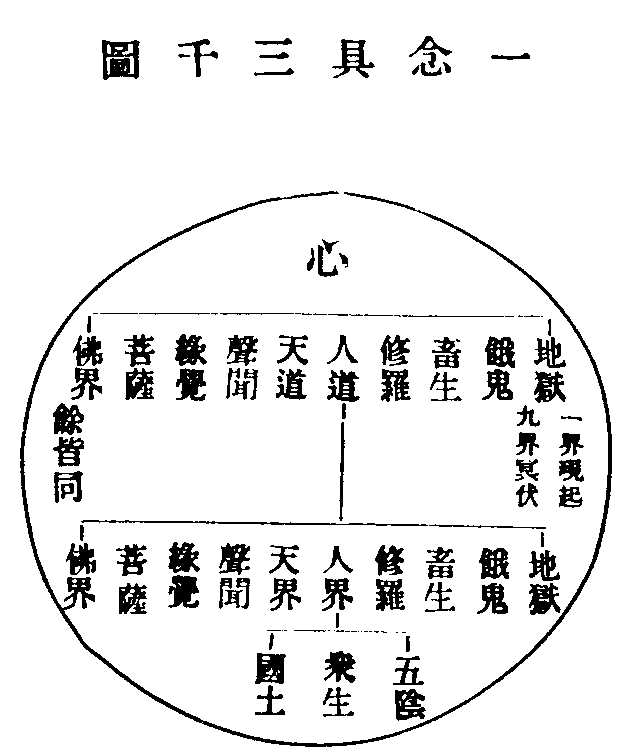 一念具三千圖
心
地獄 餓鬼 畜生 修羅 人道 天道 聲聞 緣覺 菩薩 佛界
一界現起
九界冥伏
餘皆同
地獄 餓鬼 畜生 修羅 人界 天界 聲聞 緣覺 菩薩 佛界
五陰 衆生 國土